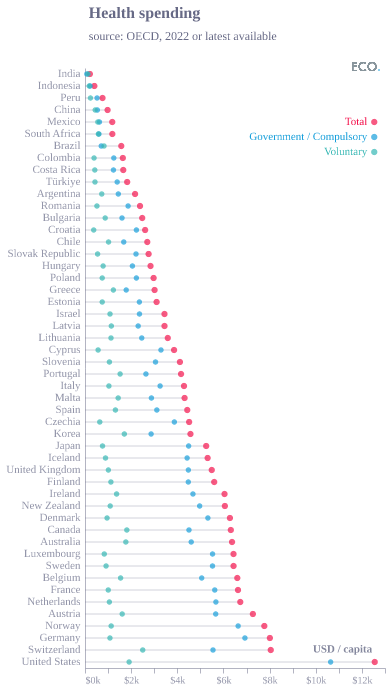 Health spending
source: OECD, 2022 or latest available
ECO.
Total
Government / Compulsory
Voluntary
India
Indonesia
Peru
China
Mexico
South Africa
Brazil
Colombia
Costa Rica
Türkiye
Argentina
Romania
Bulgaria
Croatia
Chile
Slovak Republic
Hungary
Poland
Greece
Estonia
Israel
Latvia
Lithuania
Cyprus
Slovenia
Portugal
Italy
Malta
Spain
Czechia
Korea
Japan
Iceland
United Kingdom
Finland
Ireland
New Zealand
Denmark
Canada
Australia
Luxembourg
Sweden
Belgium
France
Netherlands
Austria
Norway
Germany
Switzerland
United States
USD / capita
$0k $2k $4k $6k $8k $10k $12k